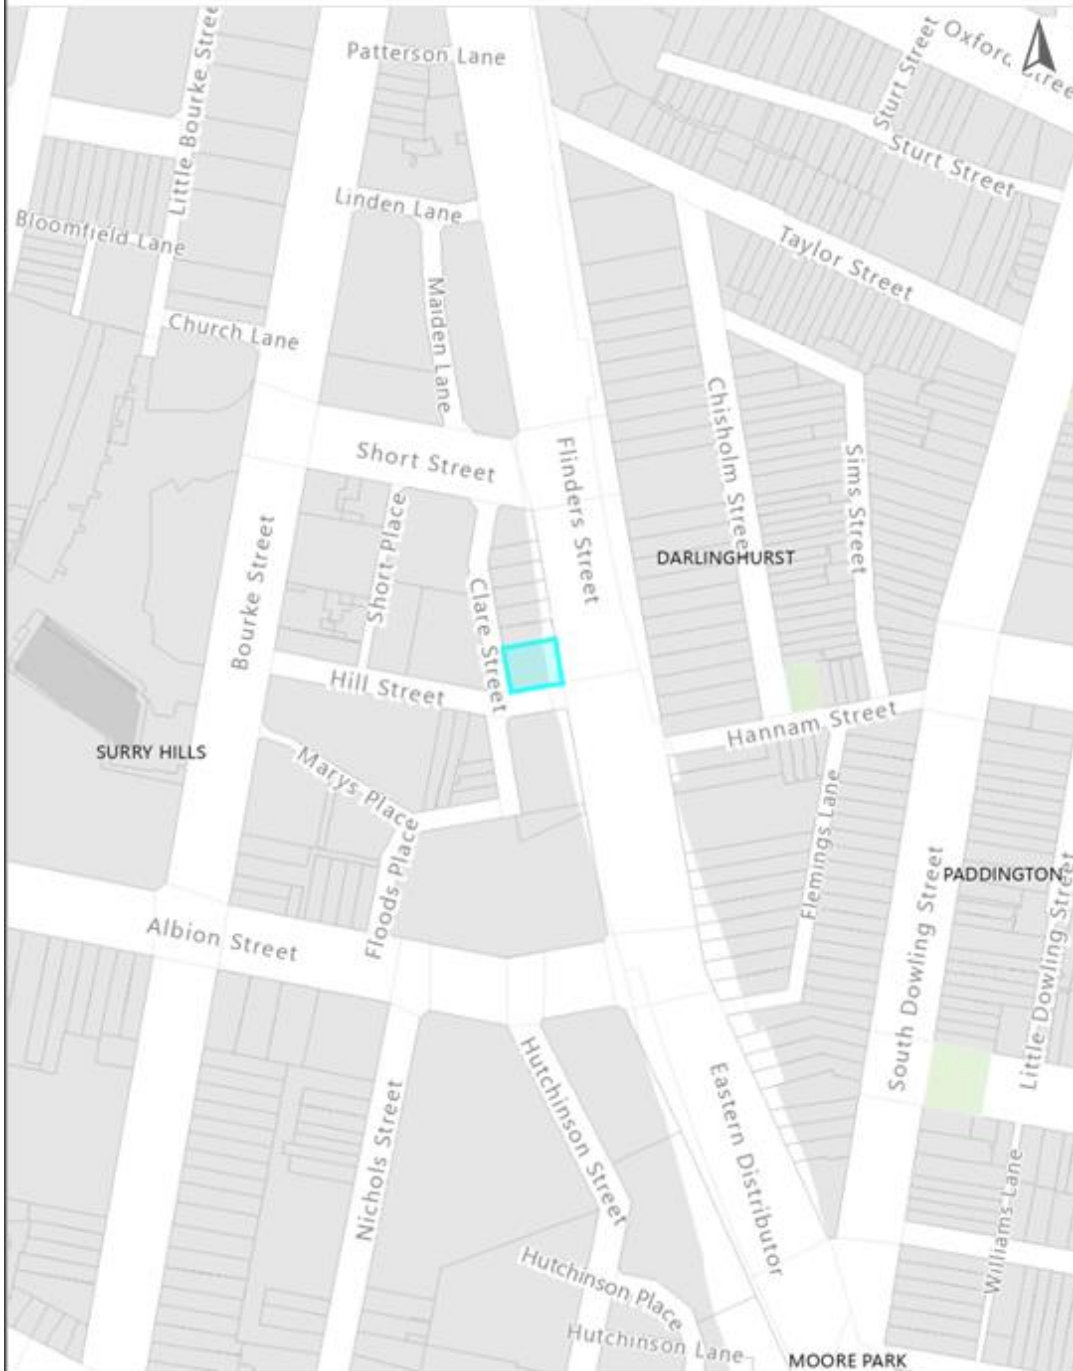 Patterson Lane
Little Bourke Street
Sturt Street
Oxford Street
Sturt Street
Linden Lane
Bloomfield Lane
Taylor Street
Maiden Lane
Church Lane
Chisholm Street
Short Street
Flinders Street
Sims Street
Short Place
DARLINGHURST
Bourke Street
Clare Street
Hill Street
Hannam Street
SURRY HILLS
Marys Place
Flemings Lane
Floods Place
PADDINGTON
Albion Street
South Dowling Street
Little Dowling Street
Hutchinson Street
Eastern Distributor
Nichols Street
Williams Lane
Hutchinson Place
Hutchinson Lane
MOORE PARK